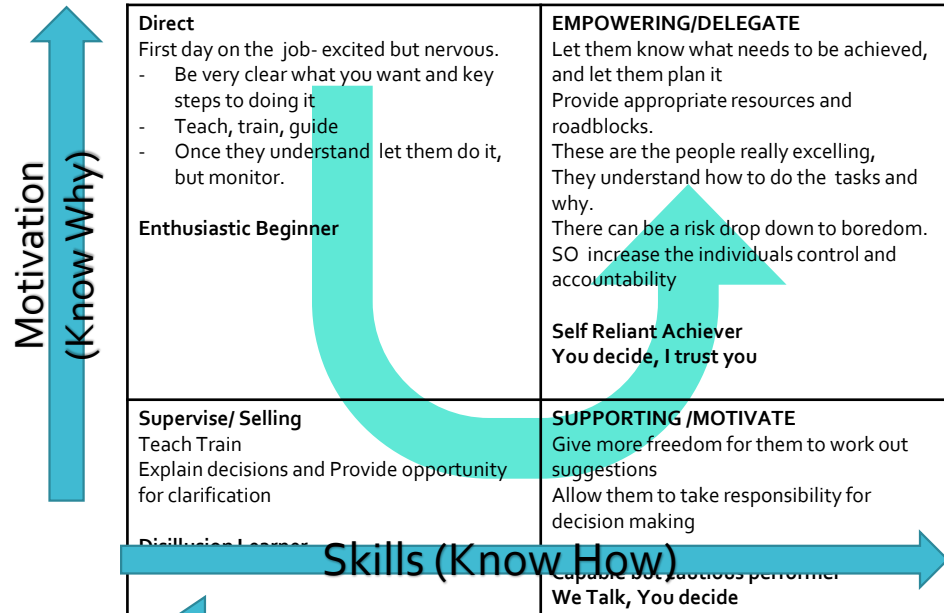 Motivation
(Know Why)
Direct
First day on the job- excited but nervous.
- Be very clear what you want and key
steps to doing it
- Teach, train, guide
- Once they understand let them do it,
but monitor.
Enthusiastic Beginner
EMPOWERING/DELEGATE
Let them know what needs to be achieved,
and let them plan it
Provide appropriate resources and
roadblocks.
These are the people really excelling,
They understand how to do the tasks and
why.
There can be a risk drop down to boredom.
SO increase the individuals control and
accountability
Self Reliant Achiever
You decide, I trust you
Supervise/ Selling
Teach Train
Explain decisions and Provide opportunity
for clarification
Disillusion Learner
SUPPORTING /MOTIVATE
Give more freedom for them to work out
suggestions
Allow them to take responsibility for
decision making
Capable but cautious performer
We Talk, You decide
Skills (Know How)